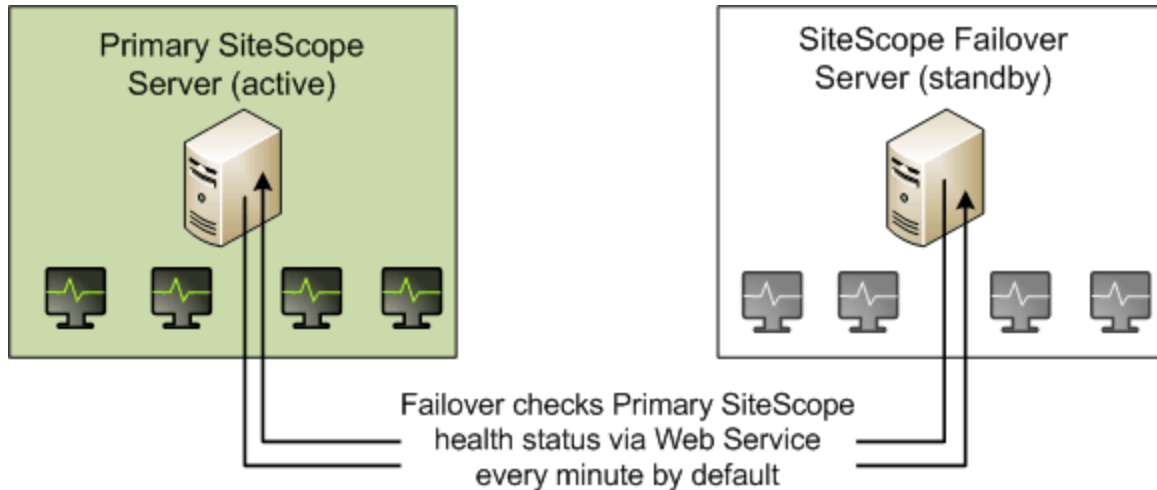 Primary SiteScope
Server (active)
SiteScope Failover
Server (standby)
Failover checks Primary SiteScope
health status via Web Service
every minute by default